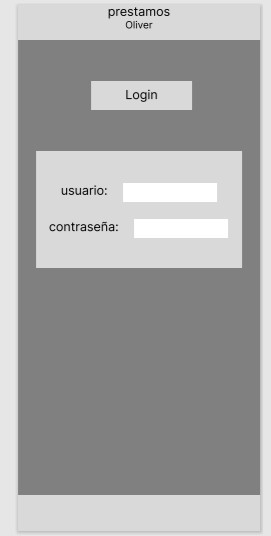 prestamos
Oliver
Login
usuario:
contraseña: